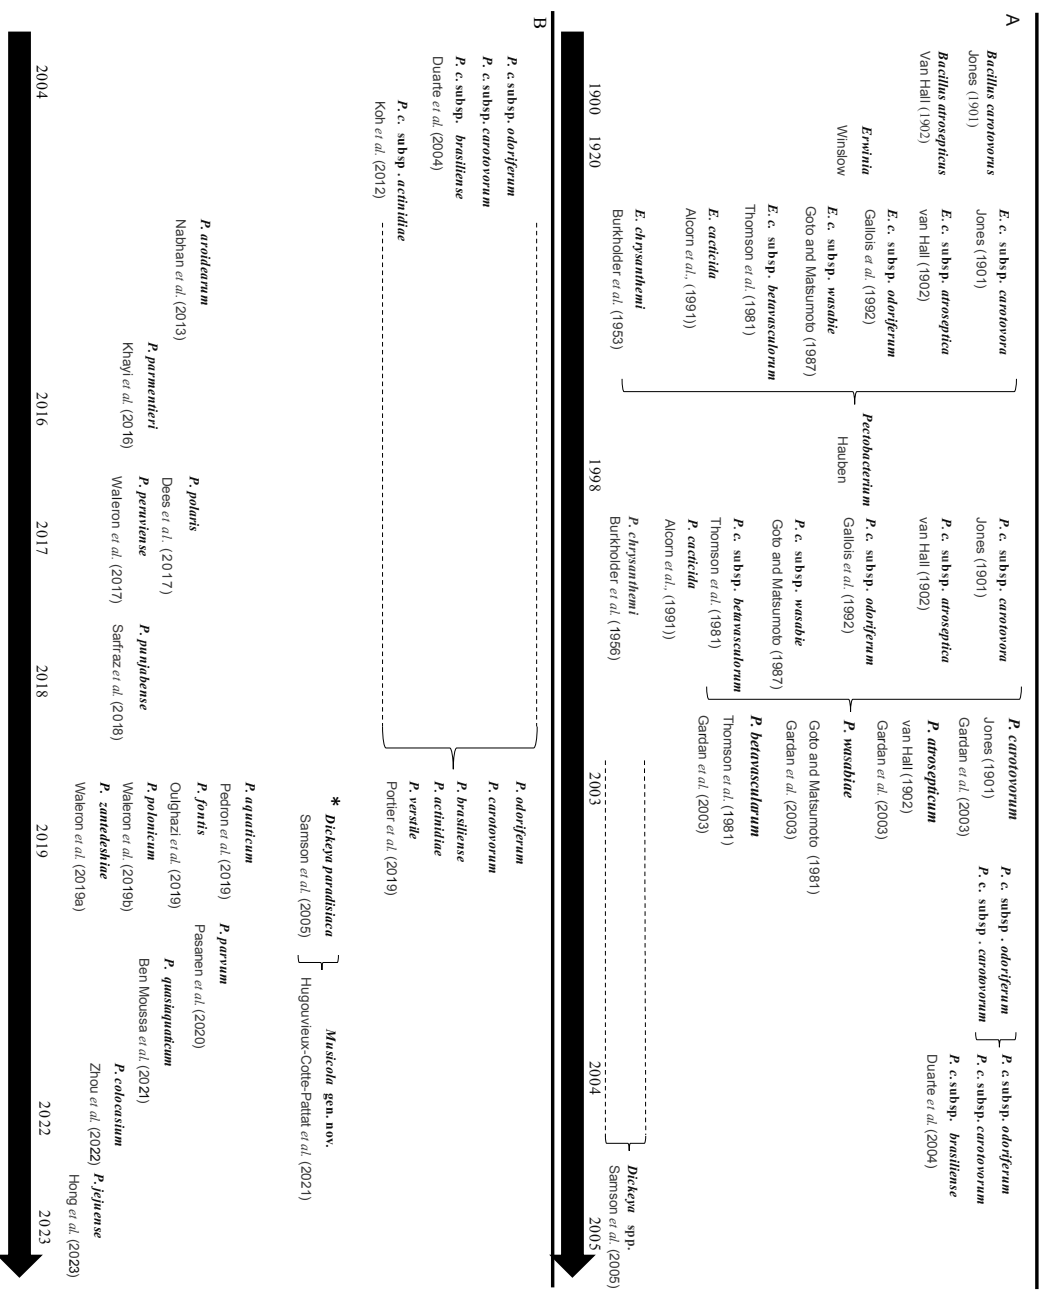 A
Bacillus carotovorus
Jones (1901)
Bacillus atrosepticus
Van Hall (1902)
Erwinia
Winslow
E. c. subsp. carotovora
Jones (1901)
E. c. subsp. atroseptica
van Hall (1902)
E. c. subsp. odoriferum
Gallois et al. (1992)
E. c. subsp. wasabie
Goto and Matsumoto (1987)
E. c. subsp. betavasculorum
Thomson et al. (1981)
E. cacticida
Alcorn et al., (1991))
E. chrysanthemi
Burkholder et al. (1953)
Pectobacterium
Hauben
P. c. subsp. carotovora
Jones (1901)
P. c. subsp. atroseptica
van Hall (1902)
P. c. subsp. odoriferum
Gallois et al. (1992)
P. c. subsp. wasabie
Goto and Matsumoto (1987)
P. c. subsp. betavasculorum
Thomson et al. (1981)
P. cacticida
Alcorn et al., (1991))
P. chrysanthemi
Burkholder et al. (1956)
P. carotovorum
Jones (1901)
Gardan et al. (2003)
P. atrosepticum
van Hall (1902)
Gardan et al. (2003)
P. wasabiae
Goto and Matsumoto (1981)
Gardan et al. (2003)
P. betavascularum
Thomson et al. (1981)
Gardan et al. (2003)
P. c. subsp. odoriferum
P. c. subsp. carotovorum
P. c. subsp. odoriferum
P. c. subsp. carotovorum
P. c. subsp. brasiliense
Duarte et al. (2004)
Dickeya spp.
Samson et al. (2005)
1900 1920 1998 2003 2004 2005
B
P. c. subsp. odoriferum
P. c. subsp. carotovorum
P. c. subsp. brasiliense
Duarte et al. (2004)
P. c. subsp. actinidiae
Koh et al. (2012)
P. odoriferum
P. carotovorum
P. brasiliense
P. actinidiae
P. verstile
Portier et al. (2019)
* Dickeya paradisiaca
Samson et al. (2005)
Musicola gen. nov.
Hugouvieux-Cotte-Pattat et al. (2021)
P. aroidearum
Nabhan et al. (2013)
P. parmentieri
Khayi et al. (2016)
P. polaris
Dees et al. (2017)
P. peruviense
Waleron et al. (2017)
P. punjabense
Sarfraz et al. (2018)
P. aquaticum
Pedron et al. (2019)
P. fontis
Oulghazi et al. (2019)
P. polonicum
Waleron et al. (2019b)
P. zantedeshiae
Waleron et al. (2019a)
P. parvum
Pasanen et al. (2020)
P. quasiaquaticum
Ben Moussa et al. (2021)
P. colocasium
Zhou et al. (2022)
P. jejuense
Hong et al. (2023)
2004 2016 2017 2018 2019 2022 2023